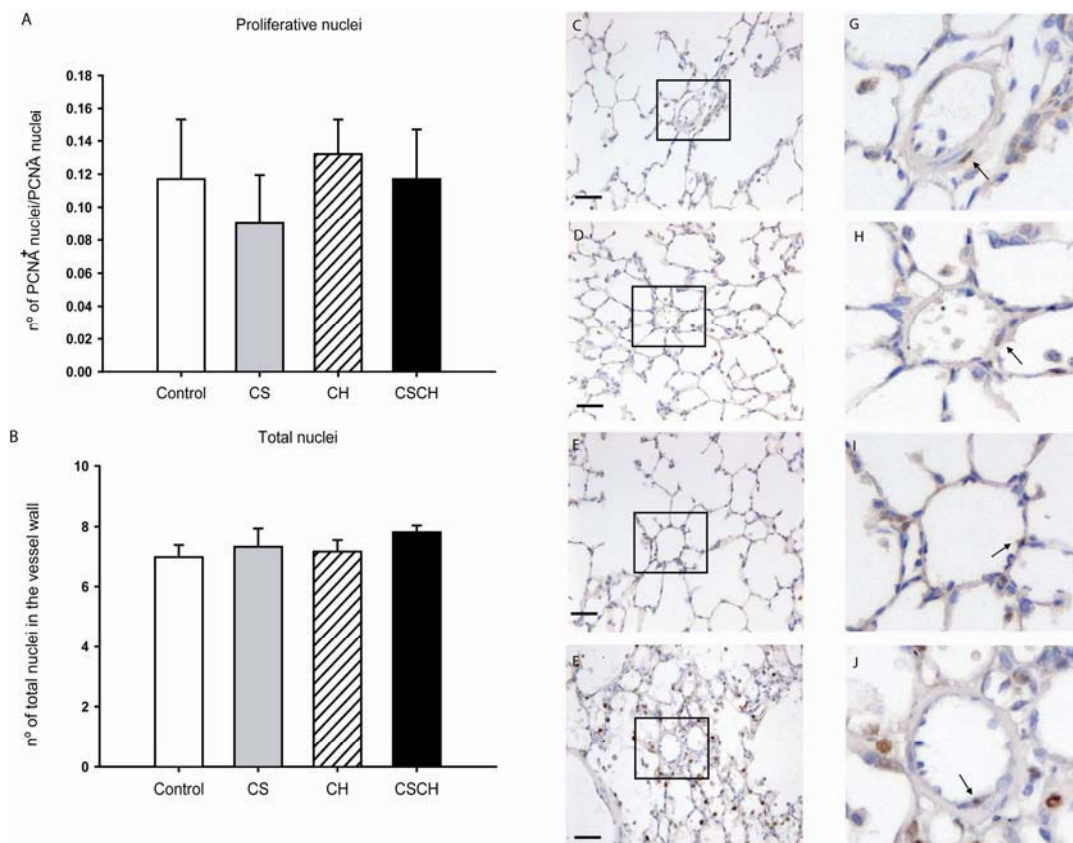 A
Proliferative nuclei
nº of PCNA+ nuclei/PCNA- nuclei
0.18
0.16
0.14
0.12
0.10
0.08
0.06
0.04
0.02
0.00
Control CS CH CSCH
B
Total nuclei
nº of total nuclei in the vessel wall
10
8
6
4
2
0
Control CS CH CSCH
C
G
D
H
E
I
F
J